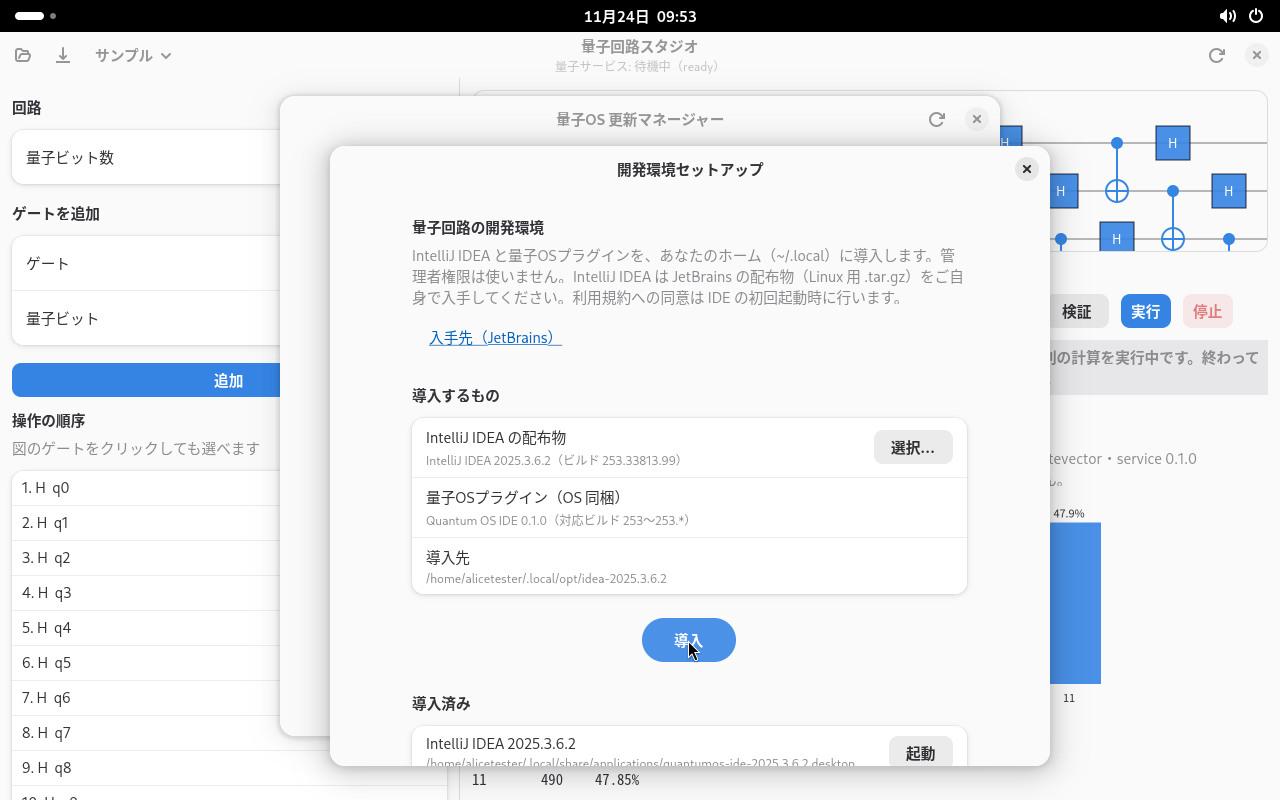 11月24日 09:53
サンプル
量子回路スタジオ
量子サービス: 待機中（ready）
回路
量子ビット数
ゲートを追加
ゲート
量子ビット
追加
操作の順序
図のゲートをクリックしても選べます
1. H q0
2. H q1
3. H q2
4. H q3
5. H q4
6. H q5
7. H q6
8. H q7
9. H q8
量子OS 更新マネージャー
開発環境セットアップ
量子回路の開発環境
IntelliJ IDEA と量子OSプラグインを、あなたのホーム（~/.local）に導入します。管
理者権限は使いません。IntelliJ IDEA は JetBrains の配布物（Linux 用 .tar.gz）をご自
身で入手してください。利用規約への同意は IDE の初回起動時に行います。
入手先（JetBrains）
導入するもの
IntelliJ IDEA の配布物
IntelliJ IDEA 2025.3.6.2（ビルド 253.33813.99）
選択...
量子OSプラグイン（OS 同梱）
Quantum OS IDE 0.1.0（対応ビルド 253〜253.*）
導入先
/home/alicetester/.local/opt/idea-2025.3.6.2
導入
導入済み
IntelliJ IDEA 2025.3.6.2
/home/alicetester/.local/share/applications/quantumos-ide-2025.3.6.2.desktop
起動
H
H
H
H
H
検証
実行
停止
の計算を実行中です。終わって
tevector・service 0.1.0
47.9%
11
11 490 47.85%